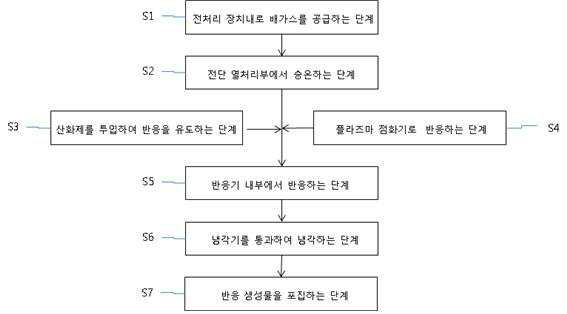 S1 전처리 장치내로 배가스를 공급하는 단계
S2 전단 열처리부에서 승온하는 단계
S3 산화제를 투입하여 반응을 유도하는 단계 플라즈마 점화기로 반응하는 단계 S4
S5 반응기 내부에서 반응하는 단계
S6 냉각기를 통과하여 냉각하는 단계
S7 반응 생성물을 포집하는 단계